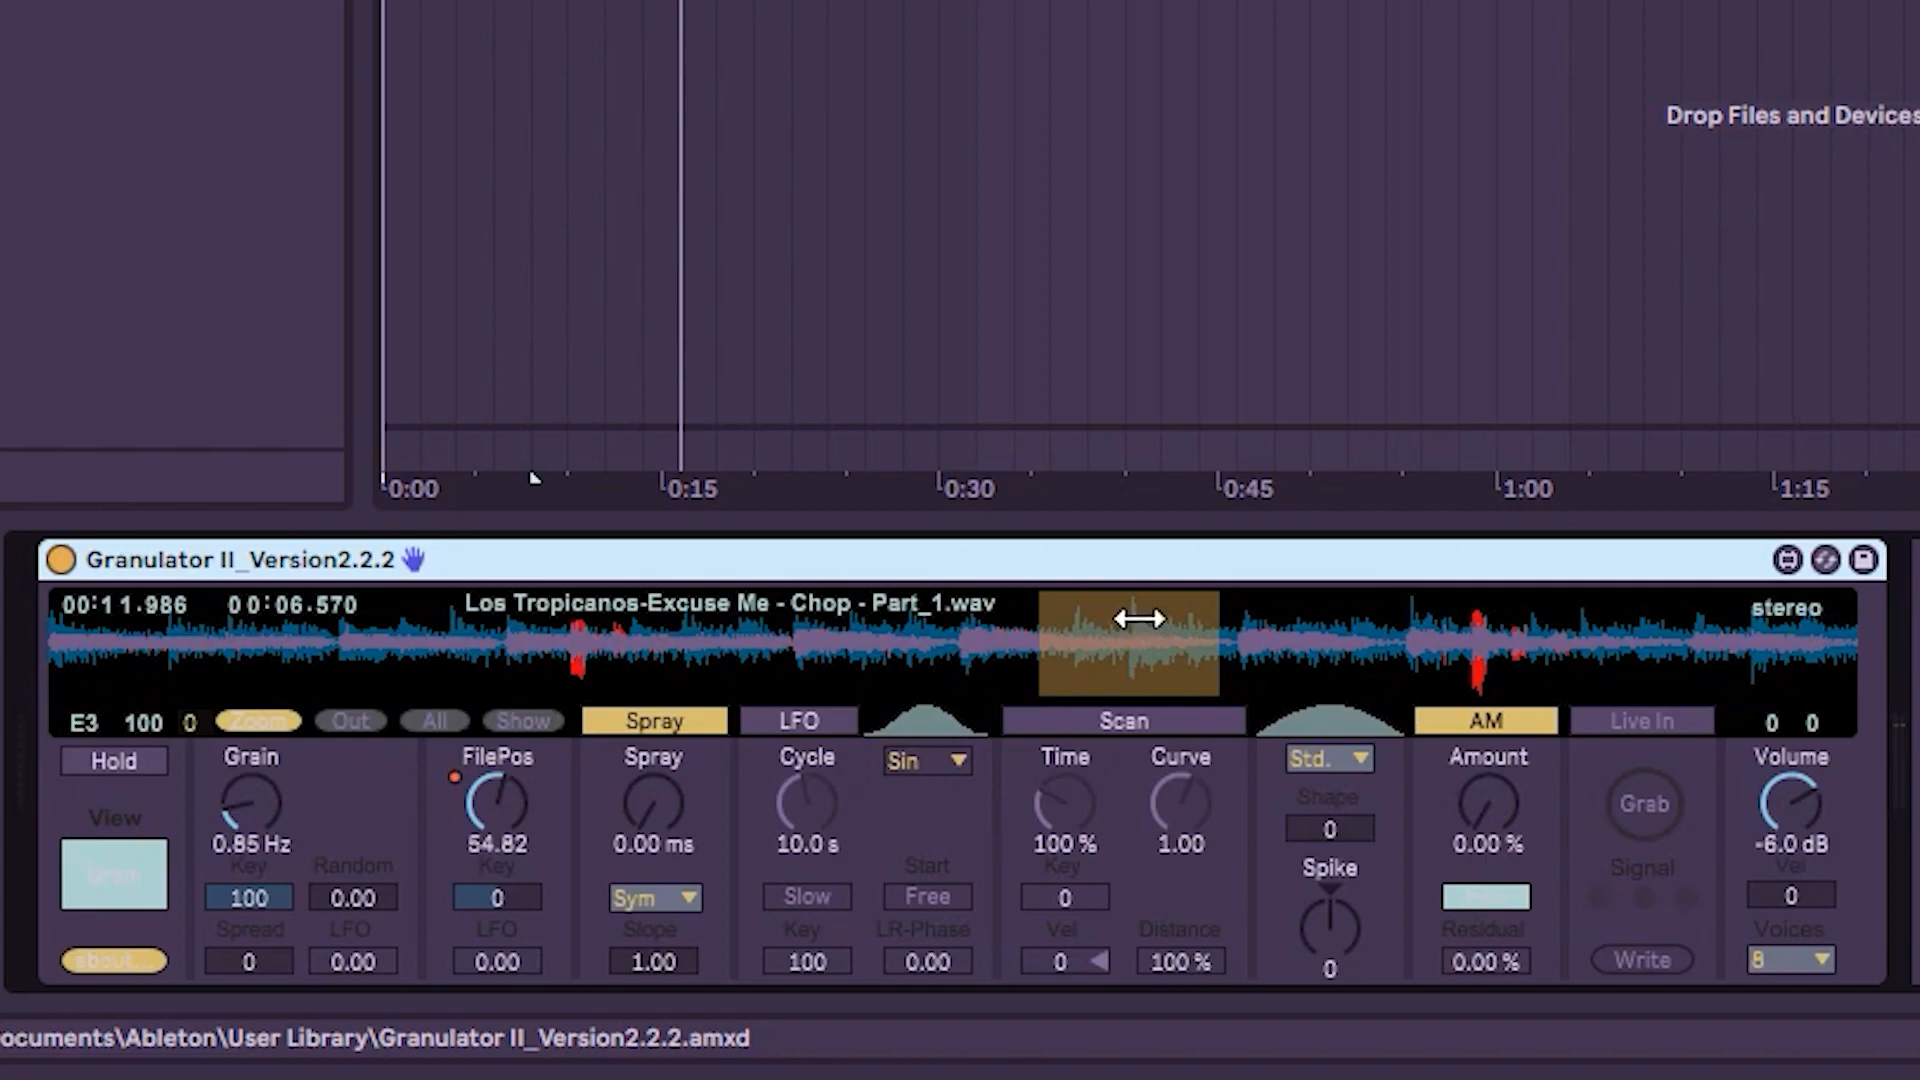 Drop Files and Devices
0:00 0:15 0:30 0:45 1:00 1:15
Granulator II_Version2.2.2
00:11.986 00:06.570 Los Tropicanos-Excuse Me - Chop - Part_1.wav stereo
E3 100 0 Zoom Out All Show Spray LFO Scan AM Live In 0 0
Hold Grain FilePos Spray Cycle Sin Time Curve Std. Amount Volume
View Shape Grab
0
0.85 Hz 54.82 0.00 ms 10.0 s 100 % 1.00 0.00 % -6.0 dB
Key Random Key Start Key Spike Signal Vel
100 0.00 0 Sym Slow Free 0 0
Spread LFO LFO Slope Key LR-Phase Vel Distance Residual Voices
about... 0 0.00 0.00 1.00 100 0.00 0 100 % 0 0.00 % Write 8
ocuments\Ableton\User Library\Granulator II_Version2.2.2.amxd